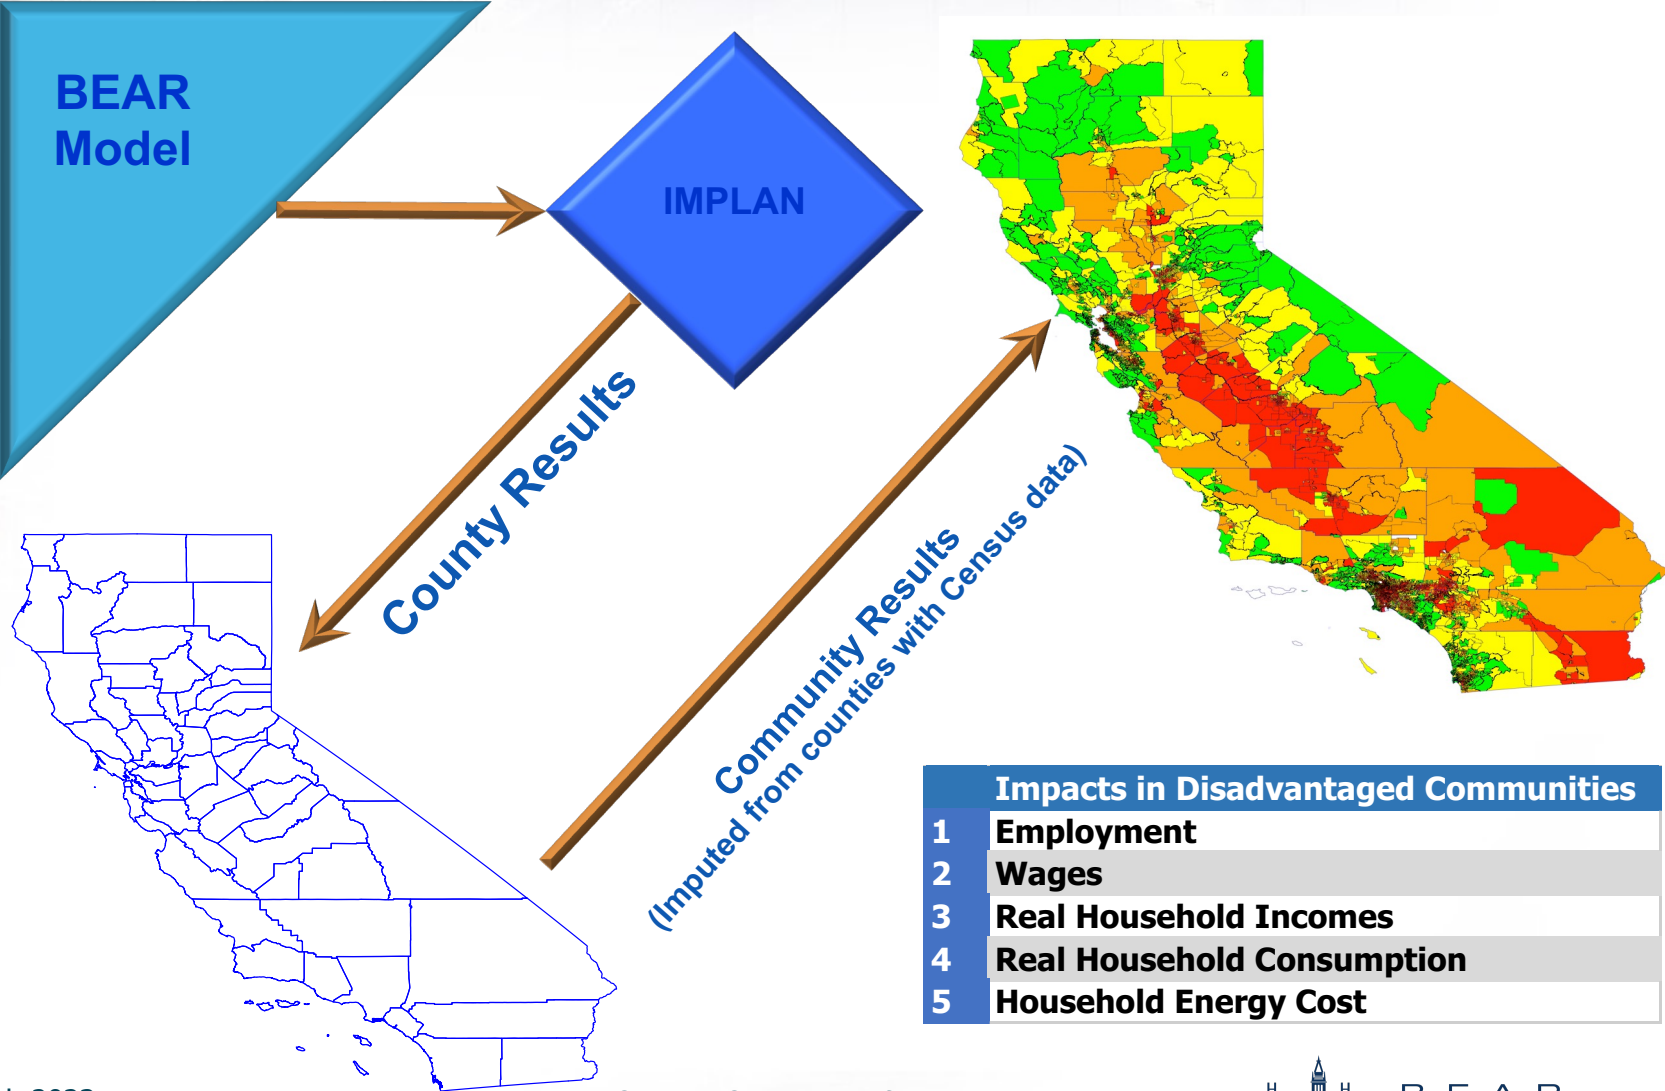 BEAR
Model
IMPLAN
County Results
Community Results
(Imputed from counties with Census data)
Impacts in Disadvantaged Communities
1 Employment
2 Wages
3 Real Household Incomes
4 Real Household Consumption
5 Household Energy Cost
B E A R